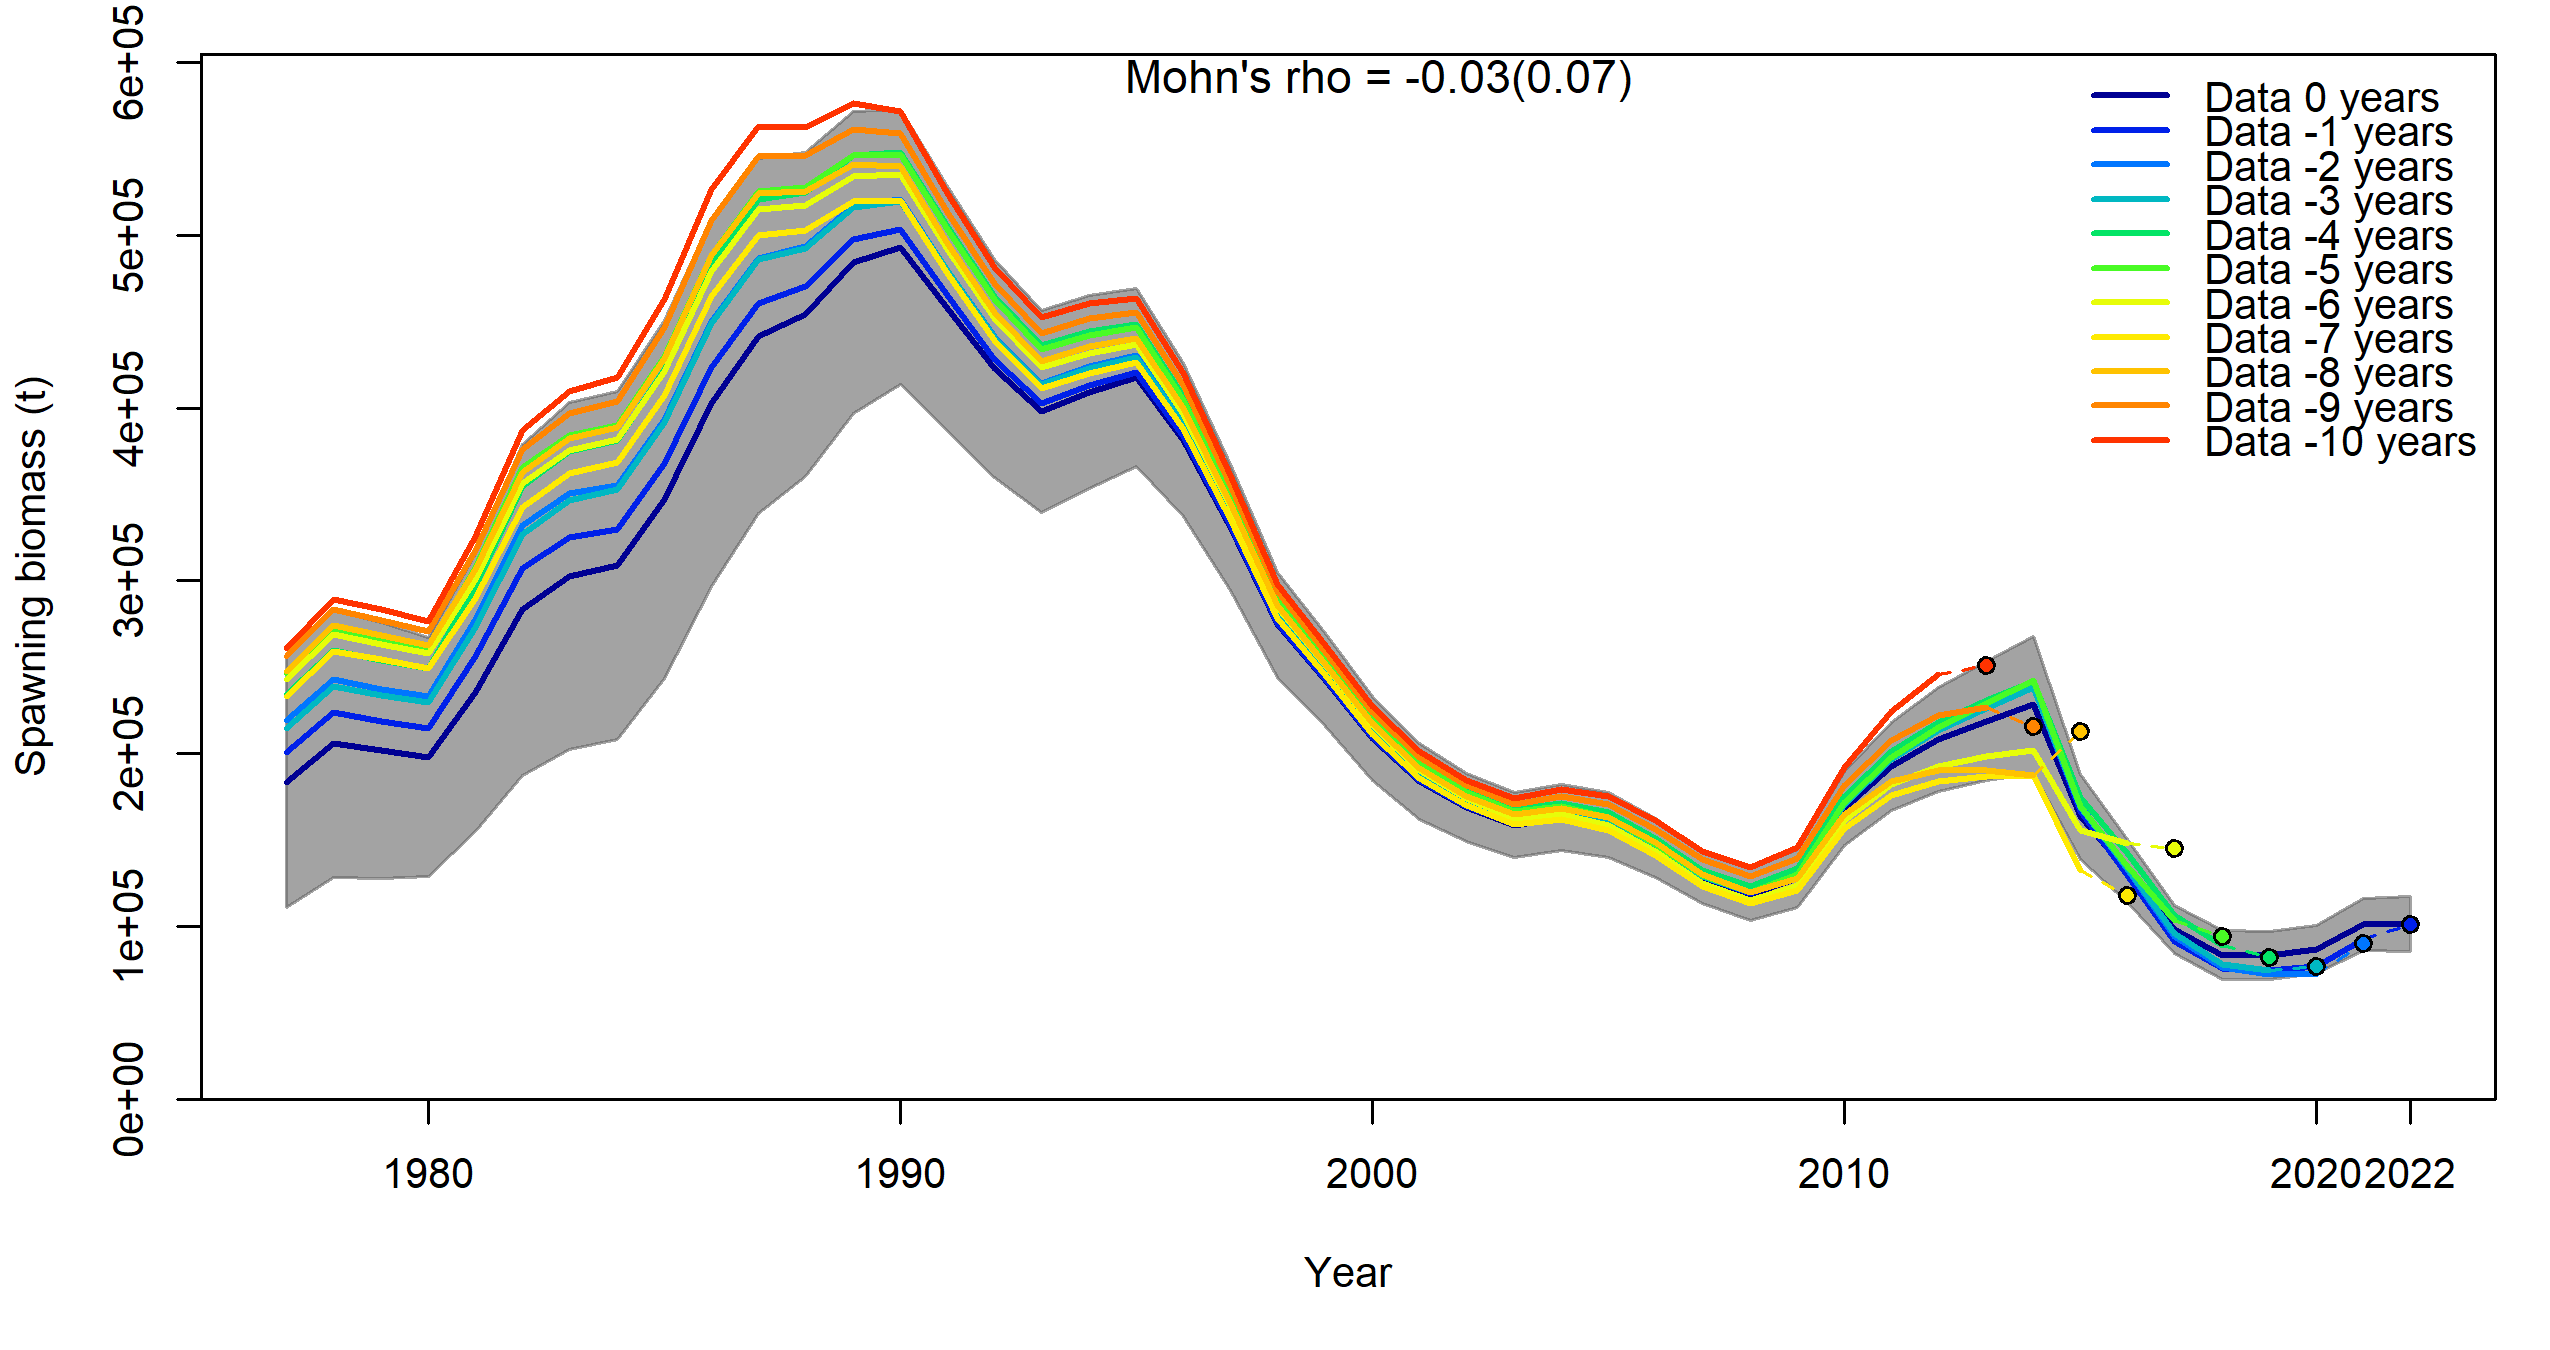 Mohn's rho = -0.03(0.07)
Data 0 years
Data -1 years
Data -2 years
Data -3 years
Data -4 years
Data -5 years
Data -6 years
Data -7 years
Data -8 years
Data -9 years
Data -10 years
Spawning biomass (t)
6e+05
5e+05
4e+05
3e+05
2e+05
1e+05
0e+00
1980 1990 2000 2010 2020 2022
Year